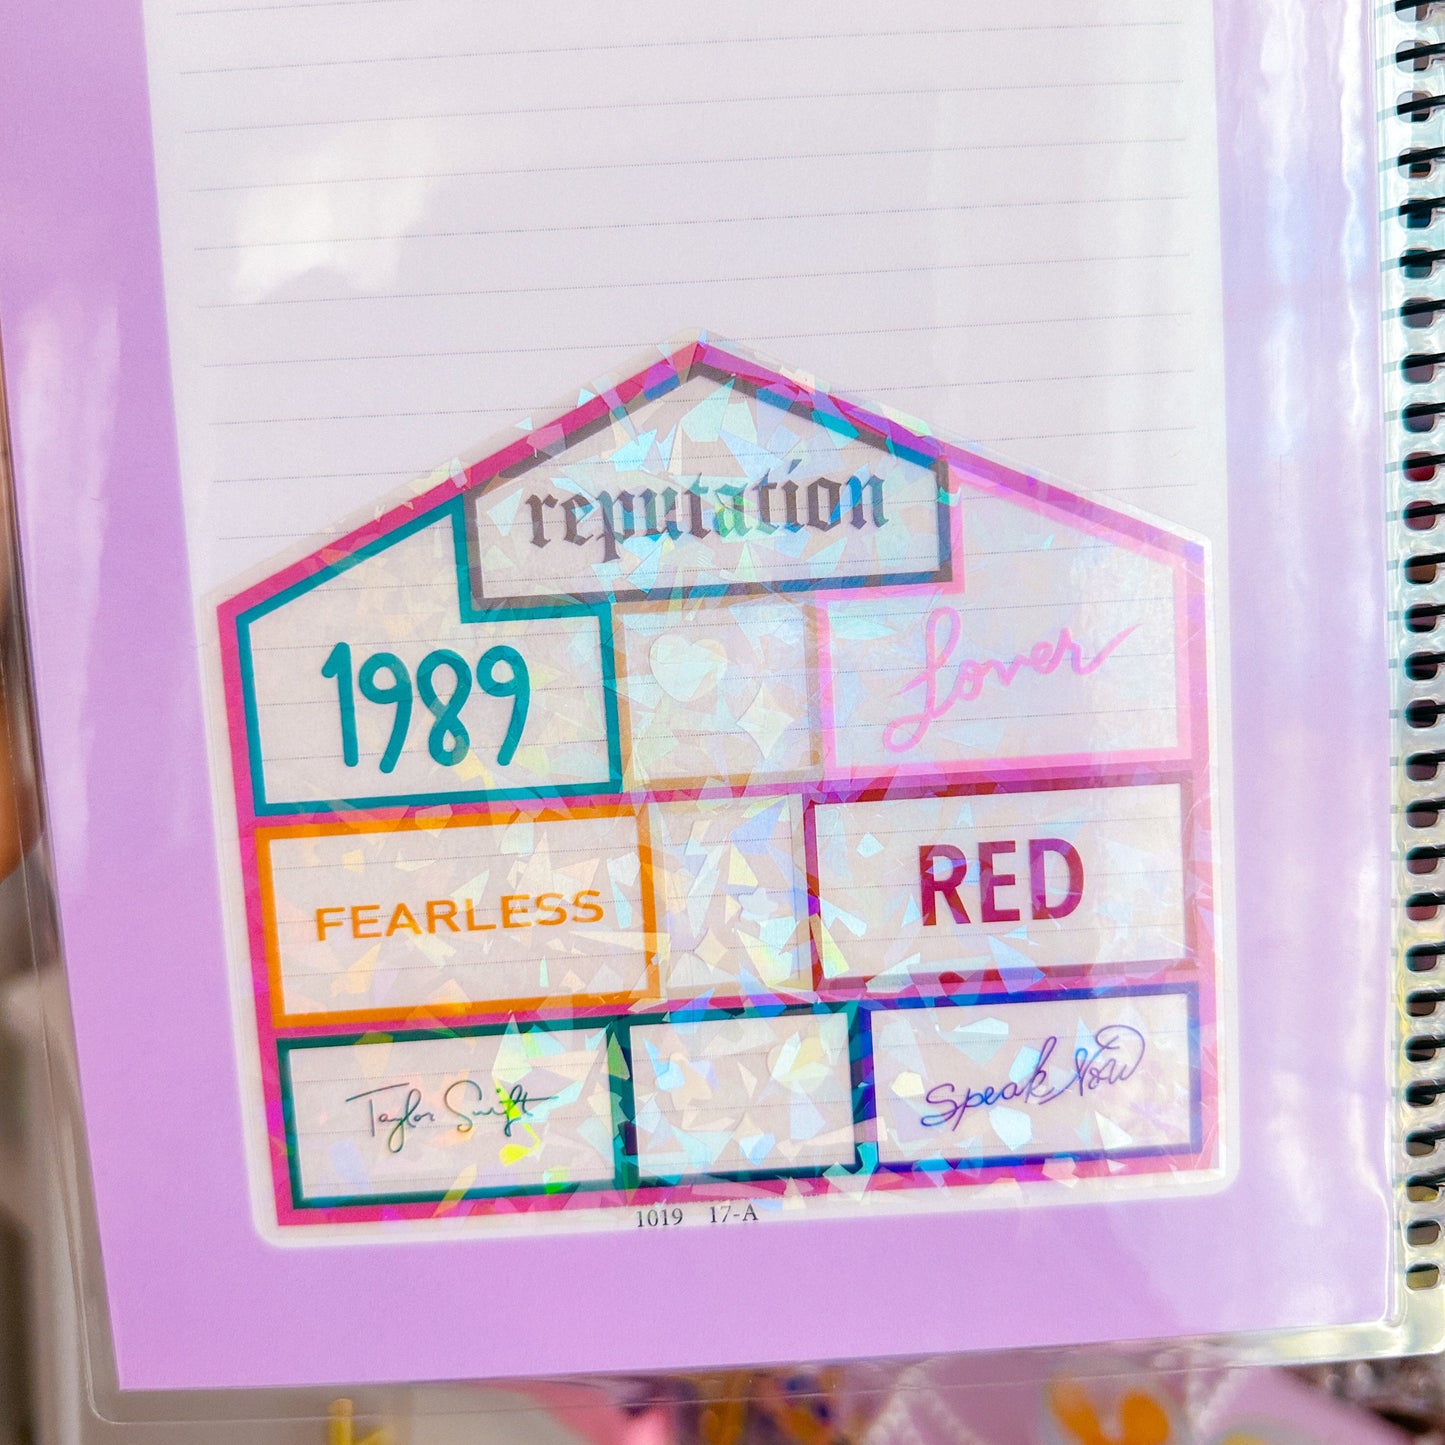 reputation
1989
Lover
FEARLESS
RED
Taylor Swift
Speak Now
1019 17-A